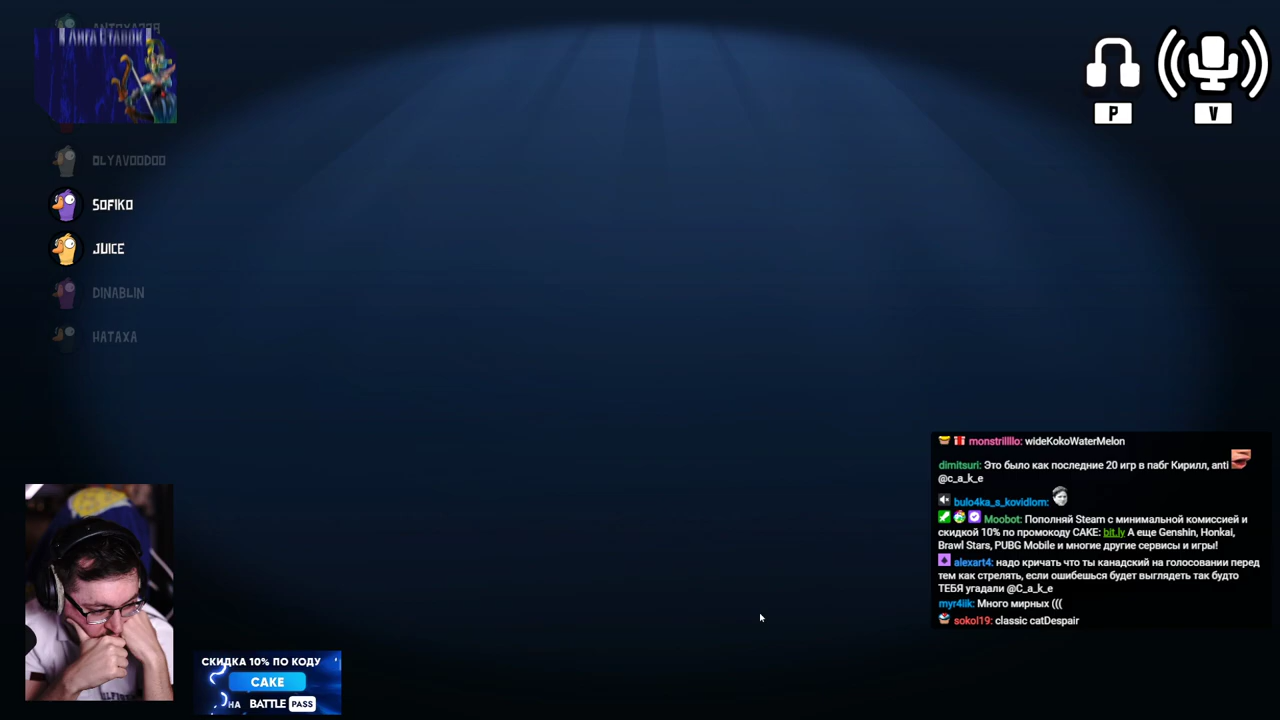 ANTOXA228
P
V
OLYAVOODOO
SOFIKO
JUICE
DINABLIN
HATAXA
monstrillllo: wideKokoWaterMelon
dimitsuri: Это было как последние 20 игр в пабг Кирилл, anti
@c_a_k_e
bulo4ka_s_kovidlom:
Moobot: Пополняй Steam с минимальной комиссией и
скидкой 10% по промокоду CAKE: bit.ly А еще Genshin, Honkai,
Brawl Stars, PUBG Mobile и многие другие сервисы и игры!
alexart4: надо кричать что ты канадский на голосовании перед
тем как стрелять, если ошибешься будет выглядеть так будто
ТЕБЯ угадали @C_a_k_e
myr4iik: Много мирных (((
sokol19: classic catDespair
СКИДКА 10% ПО КОДУ
CAKE
НА BATTLE PASS